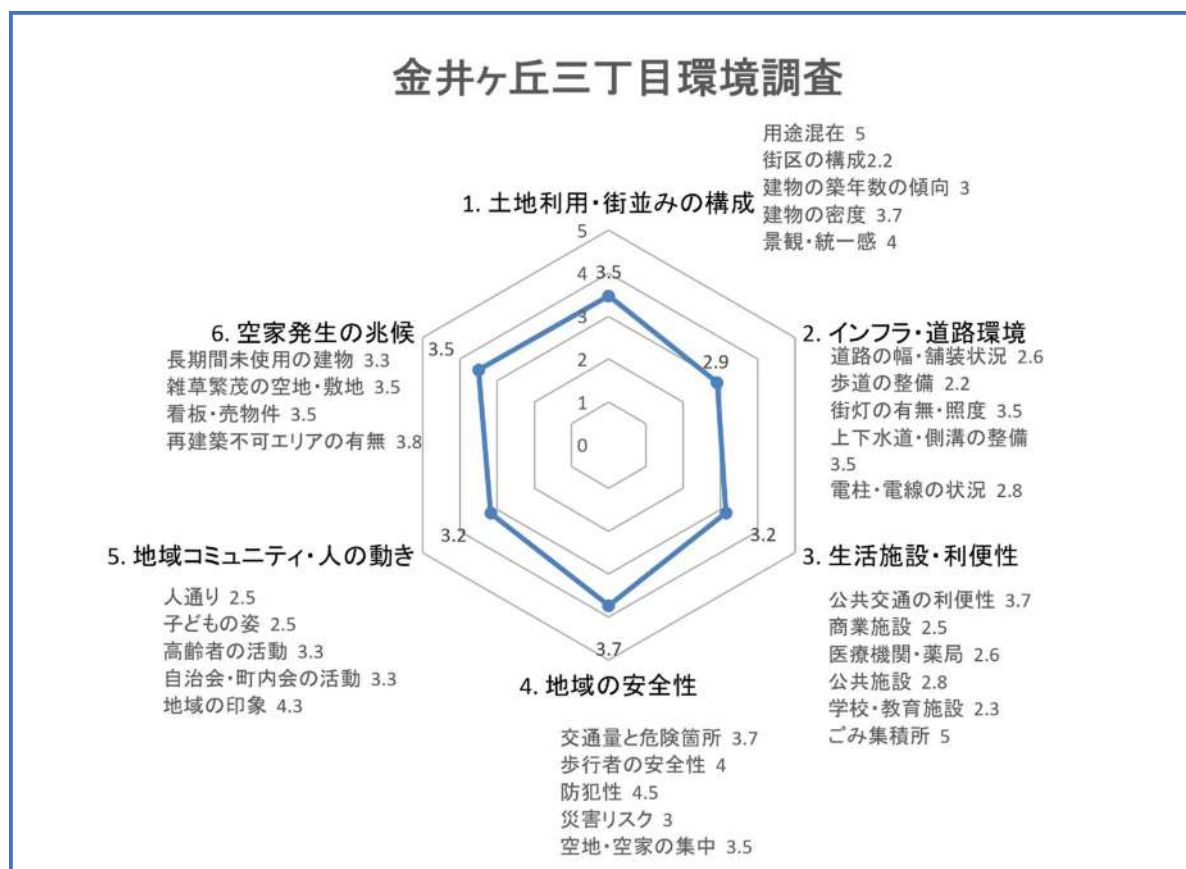 金井ヶ丘三丁目環境調査
用途混在 5
街区の構成2.2
建物の築年数の傾向 3
建物の密度 3.7
景観・統一感 4
1. 土地利用・街並みの構成
5
4
3.5
3
2
1
0
2. インフラ・道路環境
2.9
道路の幅・舗装状況 2.6
歩道の整備 2.2
街灯の有無・照度 3.5
上下水道・側溝の整備
3.5
電柱・電線の状況 2.8
3.2
3. 生活施設・利便性
公共交通の利便性 3.7
商業施設 2.5
医療機関・薬局 2.6
公共施設 2.8
学校・教育施設 2.3
ごみ集積所 5
3.7
4. 地域の安全性
交通量と危険箇所 3.7
歩行者の安全性 4
防犯性 4.5
災害リスク 3
空地・空家の集中 3.5
3.2
5. 地域コミュニティ・人の動き
人通り 2.5
子どもの姿 2.5
高齢者の活動 3.3
自治会・町内会の活動 3.3
地域の印象 4.3
6. 空家発生の兆候
3.5
長期間未使用の建物 3.3
雑草繁茂の空地・敷地 3.5
看板・売物件 3.5
再建築不可エリアの有無 3.8